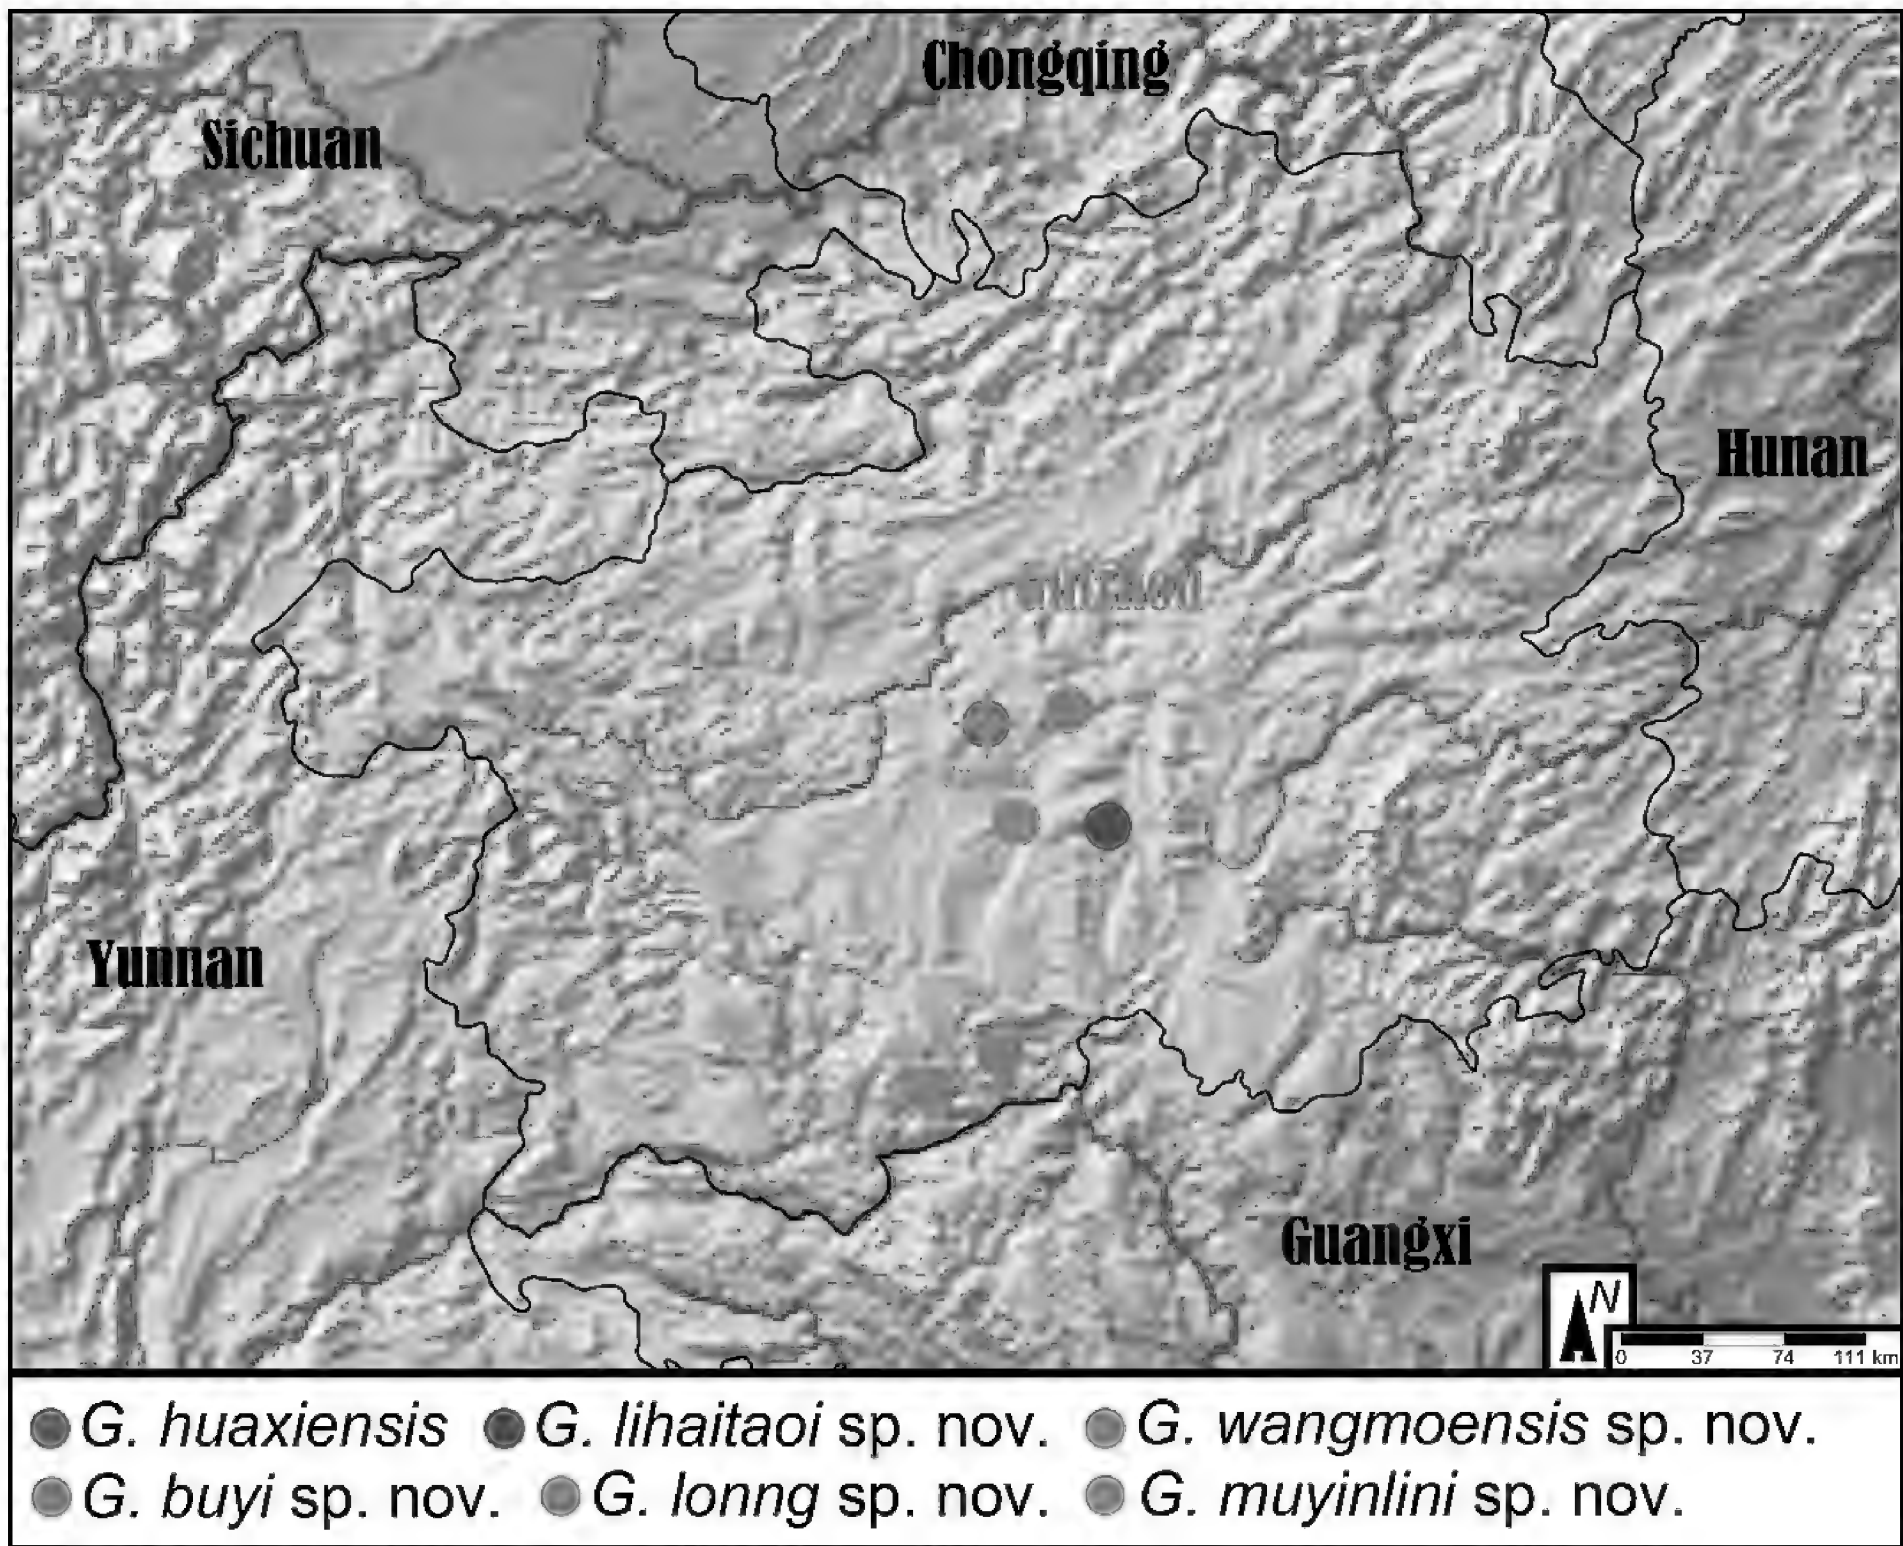 Chongqing
Sichuan
Hunan
Yunnan
Guangxi
N
0 37 74 111 km
G. huaxiensis G. lihaitaoi sp. nov. G. wangmoensis sp. nov.
G. buyi sp. nov. G. lonng sp. nov. G. muyinlini sp. nov.